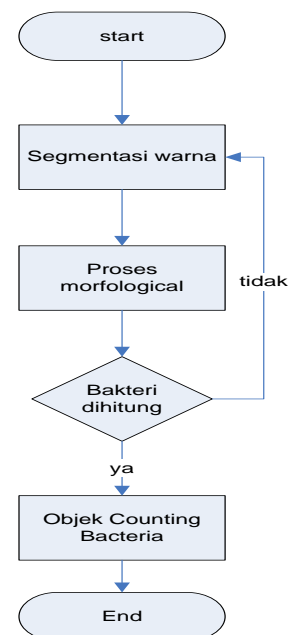 start
Segmentasi warna
Proses
morfological
tidak
Bakteri
dihitung
ya
Objek Counting
Bacteria
End